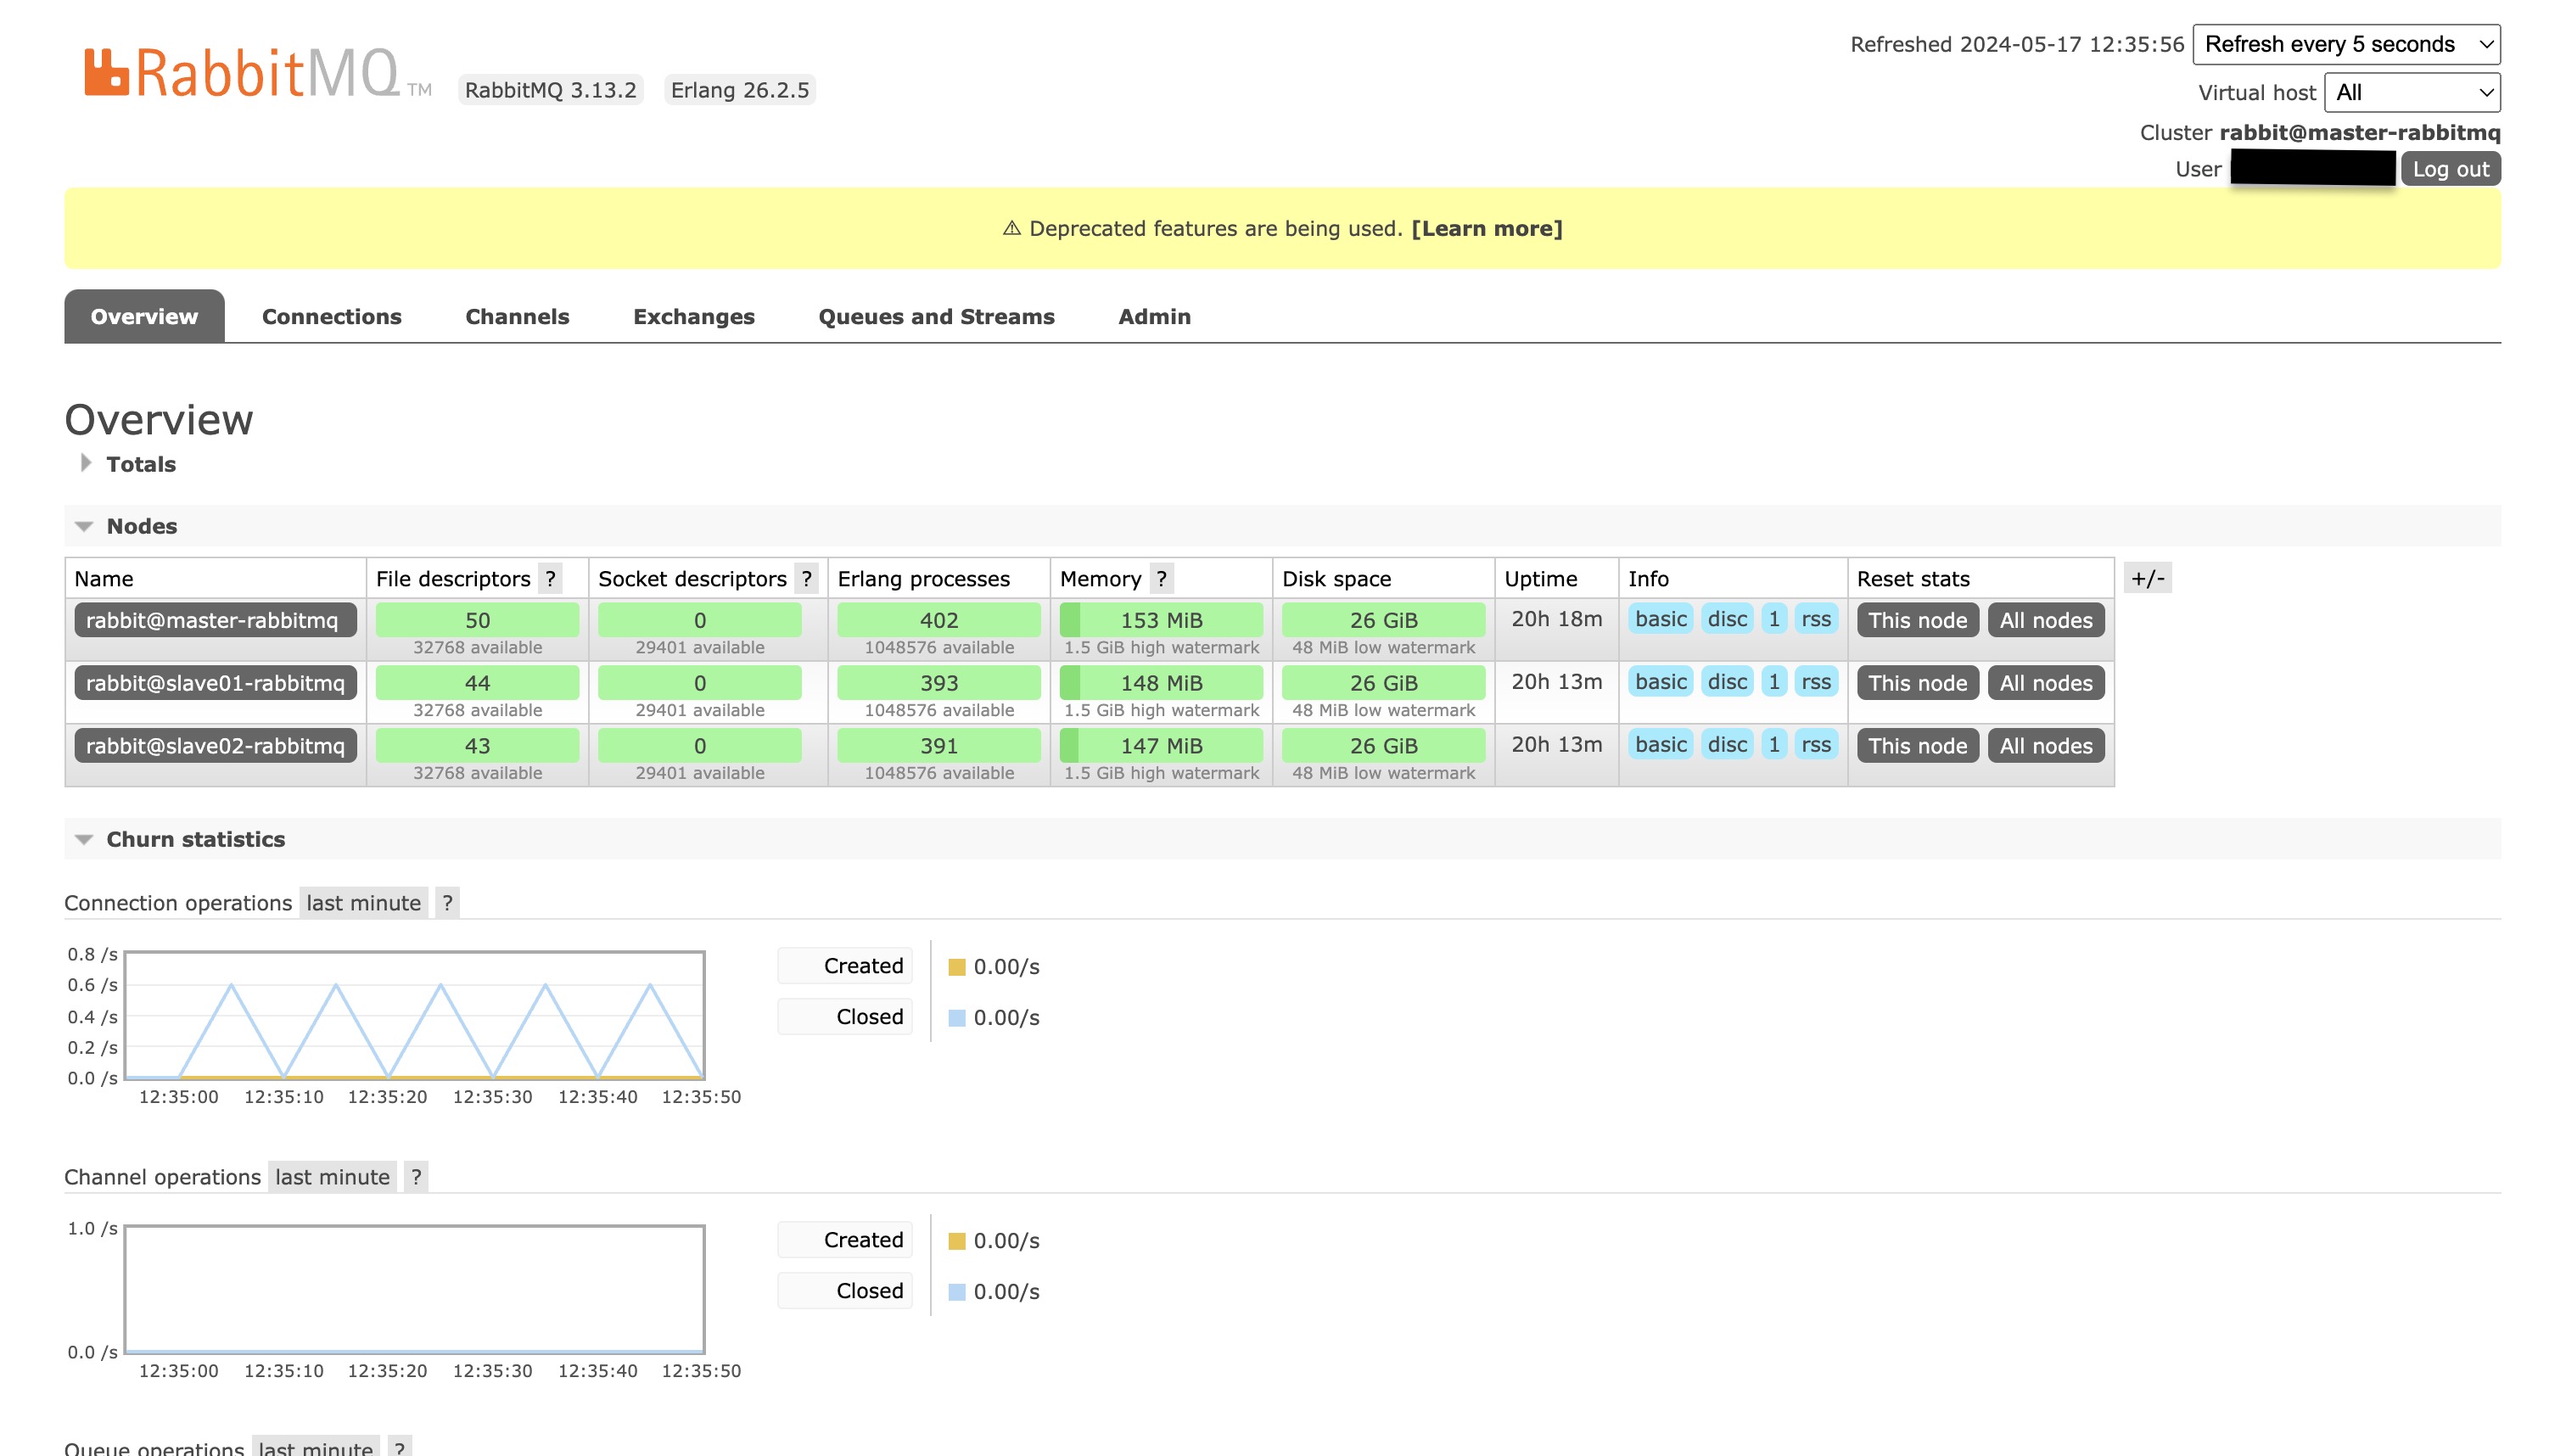 RabbitMQ TM RabbitMQ 3.13.2 Erlang 26.2.5
Refreshed 2024-05-17 12:35:56 Refresh every 5 seconds
Virtual host All
Cluster rabbit@master-rabbitmq
User Log out
⚠ Deprecated features are being used. [Learn more]
Overview Connections Channels Exchanges Queues and Streams Admin
Overview
Totals
Nodes
Name File descriptors ? Socket descriptors ? Erlang processes Memory ? Disk space Uptime Info Reset stats +/-
rabbit@master-rabbitmq 50 0 402 153 MiB 26 GiB 20h 18m basic disc 1 rss This node All nodes
32768 available 29401 available 1048576 available 1.5 GiB high watermark 48 MiB low watermark
rabbit@slave01-rabbitmq 44 0 393 148 MiB 26 GiB 20h 13m basic disc 1 rss This node All nodes
32768 available 29401 available 1048576 available 1.5 GiB high watermark 48 MiB low watermark
rabbit@slave02-rabbitmq 43 0 391 147 MiB 26 GiB 20h 13m basic disc 1 rss This node All nodes
32768 available 29401 available 1048576 available 1.5 GiB high watermark 48 MiB low watermark
Churn statistics
Connection operations last minute ?
0.8 /s
0.6 /s
0.4 /s
0.2 /s
0.0 /s
12:35:00 12:35:10 12:35:20 12:35:30 12:35:40 12:35:50
Created 0.00/s
Closed 0.00/s
Channel operations last minute ?
1.0 /s
0.0 /s
12:35:00 12:35:10 12:35:20 12:35:30 12:35:40 12:35:50
Created 0.00/s
Closed 0.00/s
Queue operations last minute ?